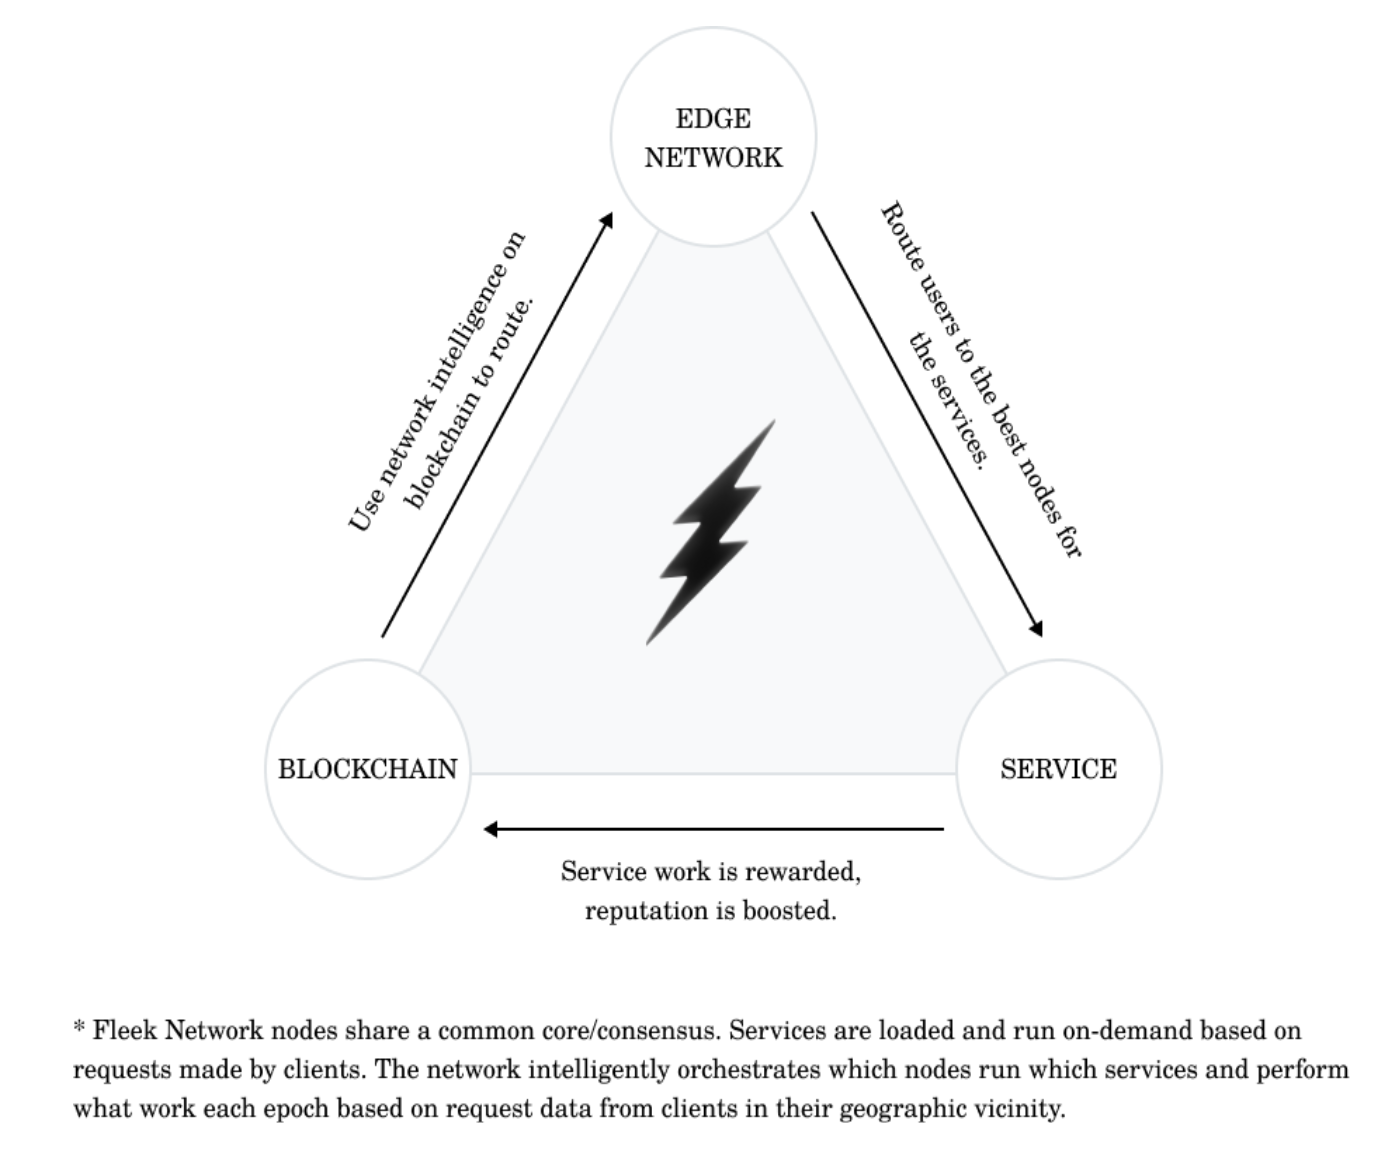 EDGE
NETWORK
Use network intelligence on
blockchain to route.
Route users to the best nodes for
the services.
BLOCKCHAIN
SERVICE
Service work is rewarded,
reputation is boosted.
* Fleek Network nodes share a common core/consensus. Services are loaded and run on-demand based on
requests made by clients. The network intelligently orchestrates which nodes run which services and perform
what work each epoch based on request data from clients in their geographic vicinity.